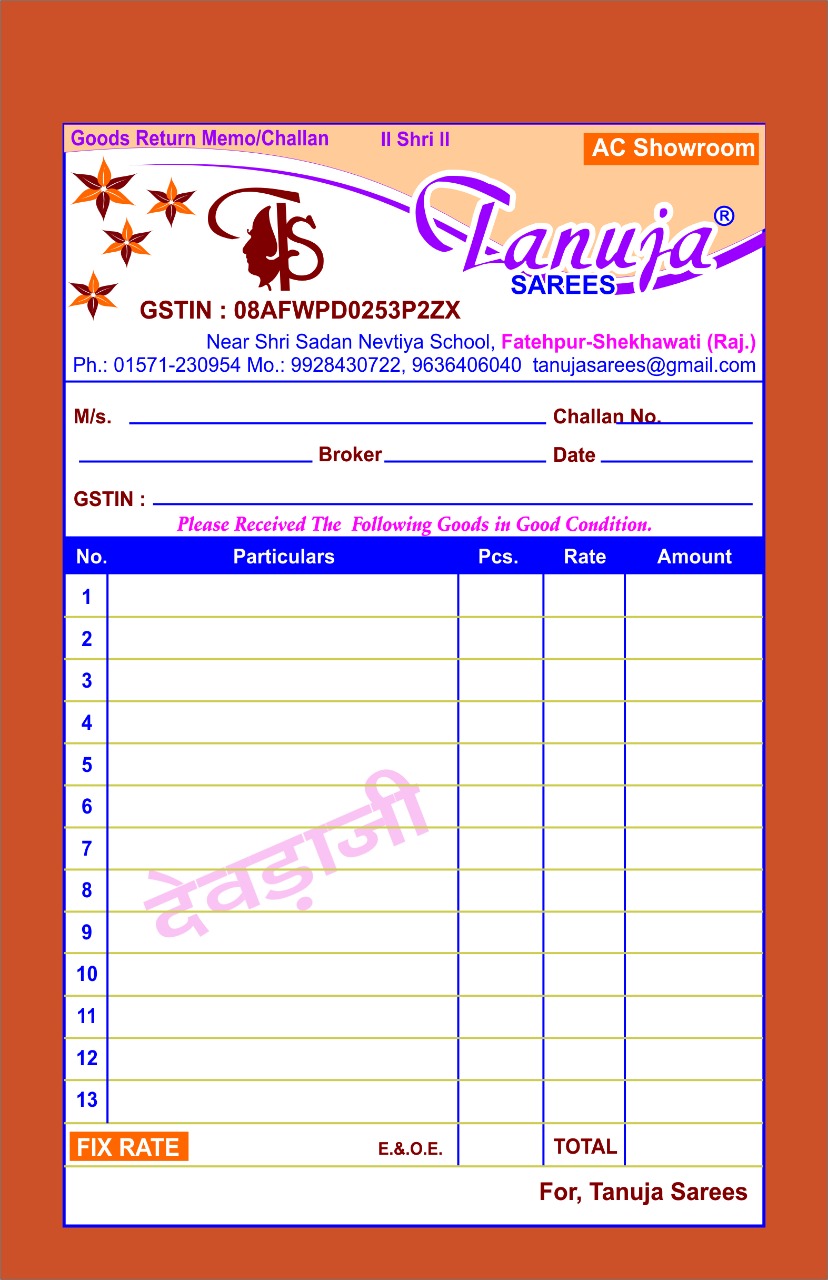 Goods Return Memo/Challan II Shri II
AC Showroom
TS
Tanuja ®
SAREES
GSTIN : 08AFWPD0253P2ZX
Near Shri Sadan Nevtiya School, Fatehpur-Shekhawati (Raj.)
Ph.: 01571-230954 Mo.: 9928430722, 9636406040 tanujasarees@gmail.com
M/s. Challan No.
Broker Date
GSTIN :
Please Received The Following Goods in Good Condition.
No. Particulars Pcs. Rate Amount
1
2
3
4
5
6
7
8
9
10
11
12
13
देवड़ाजी
FIX RATE E.&.O.E. TOTAL
For, Tanuja Sarees